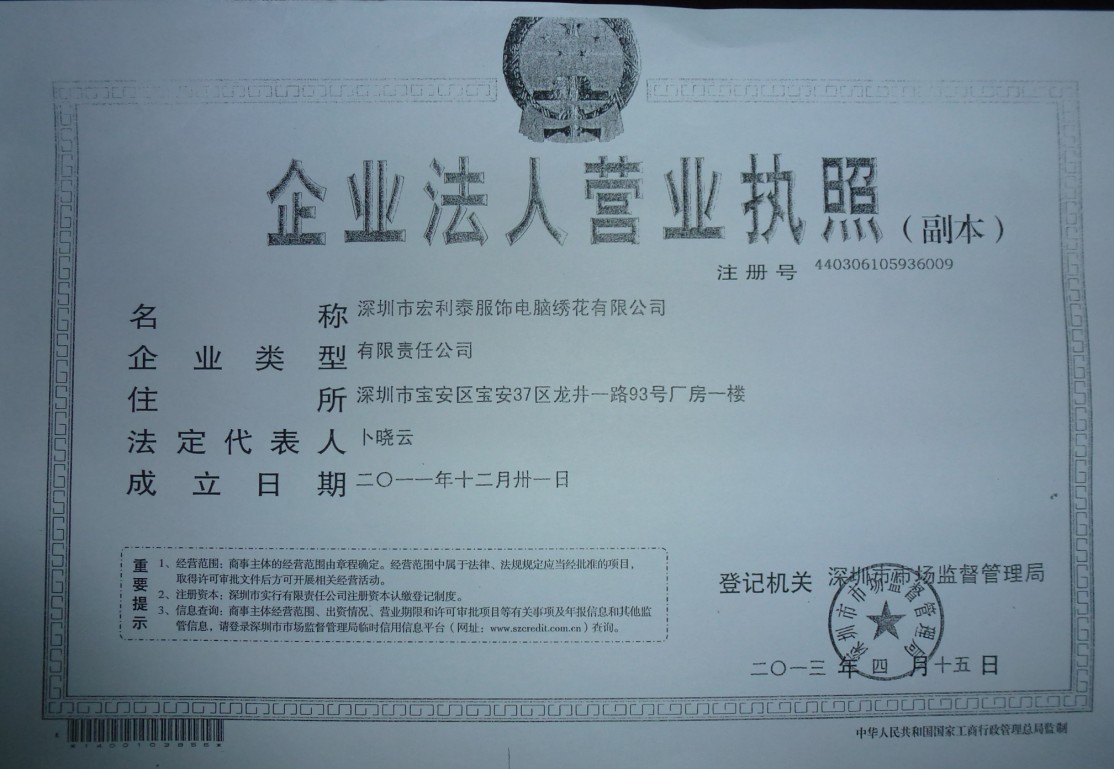 企业法人营业执照（副本）
注册号 440306105936009
名称 深圳市宏利泰服饰电脑绣花有限公司
企业类型 有限责任公司
住所 深圳市宝安区宝安37区龙井一路93号厂房一楼
法定代表人 卜晓云
成立日期 二〇一一年十二月卅一日
重要提示
1、经营范围：商事主体的经营范围由章程确定。经营范围中属于法律、法规规定应当经批准的项目，
取得许可审批文件后方可开展相关经营活动。
2、注册资本：深圳市实行有限责任公司注册资本认缴登记制度。
3、信息查询：商事主体经营范围、出资情况、营业期限和许可审批项目等有关事项及年报信息和其他监
管信息，请登录深圳市市场监督管理局临时信用信息平台（网址：www.szcredit.com.cn）查询。
登记机关 深圳市市场监督管理局
深圳市市场监督管理局
二〇一三年四月十五日
中华人民共和国国家工商行政管理总局监制